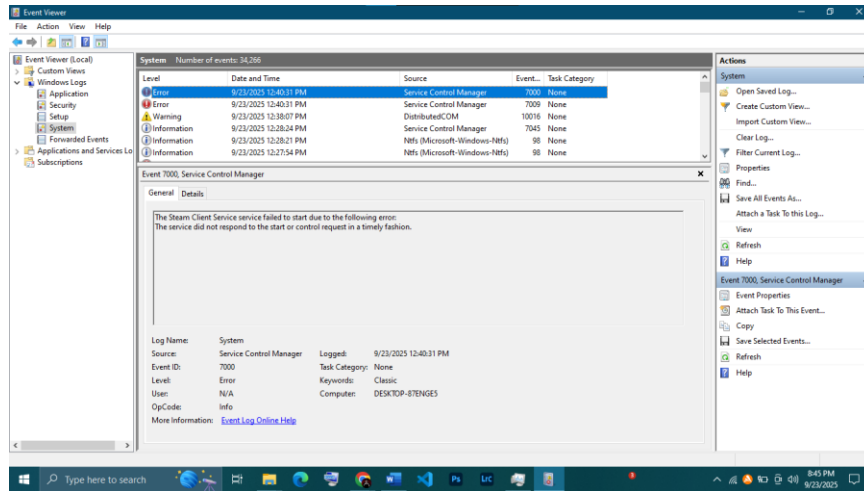 Event Viewer
File Action View Help
Event Viewer (Local)
Custom Views
Windows Logs
Application
Security
Setup
System
Forwarded Events
Applications and Services Lo
Subscriptions
System Number of events: 34,266
Level Date and Time Source Event... Task Category
Error 9/23/2025 12:40:31 PM Service Control Manager 7000 None
Error 9/23/2025 12:40:31 PM Service Control Manager 7009 None
Warning 9/23/2025 12:38:07 PM DistributedCOM 10016 None
Information 9/23/2025 12:28:24 PM Service Control Manager 7045 None
Information 9/23/2025 12:28:21 PM Ntfs (Microsoft-Windows-Ntfs) 98 None
Information 9/23/2025 12:27:54 PM Ntfs (Microsoft-Windows-Ntfs) 98 None
Event 7000, Service Control Manager
General Details
The Steam Client Service service failed to start due to the following error:
The service did not respond to the start or control request in a timely fashion.
Log Name: System
Source: Service Control Manager Logged: 9/23/2025 12:40:31 PM
Event ID: 7000 Task Category: None
Level: Error Keywords: Classic
User: N/A Computer: DESKTOP-87ENGE5
OpCode: Info
More Information: Event Log Online Help
Actions
System
Open Saved Log...
Create Custom View...
Import Custom View...
Clear Log...
Filter Current Log...
Properties
Find...
Save All Events As...
Attach a Task To this Log...
View
Refresh
Help
Event 7000, Service Control Manager
Event Properties
Attach Task To This Event...
Copy
Save Selected Events...
Refresh
Help
Type here to search
Ps
LrC
8:45 PM
9/23/2025